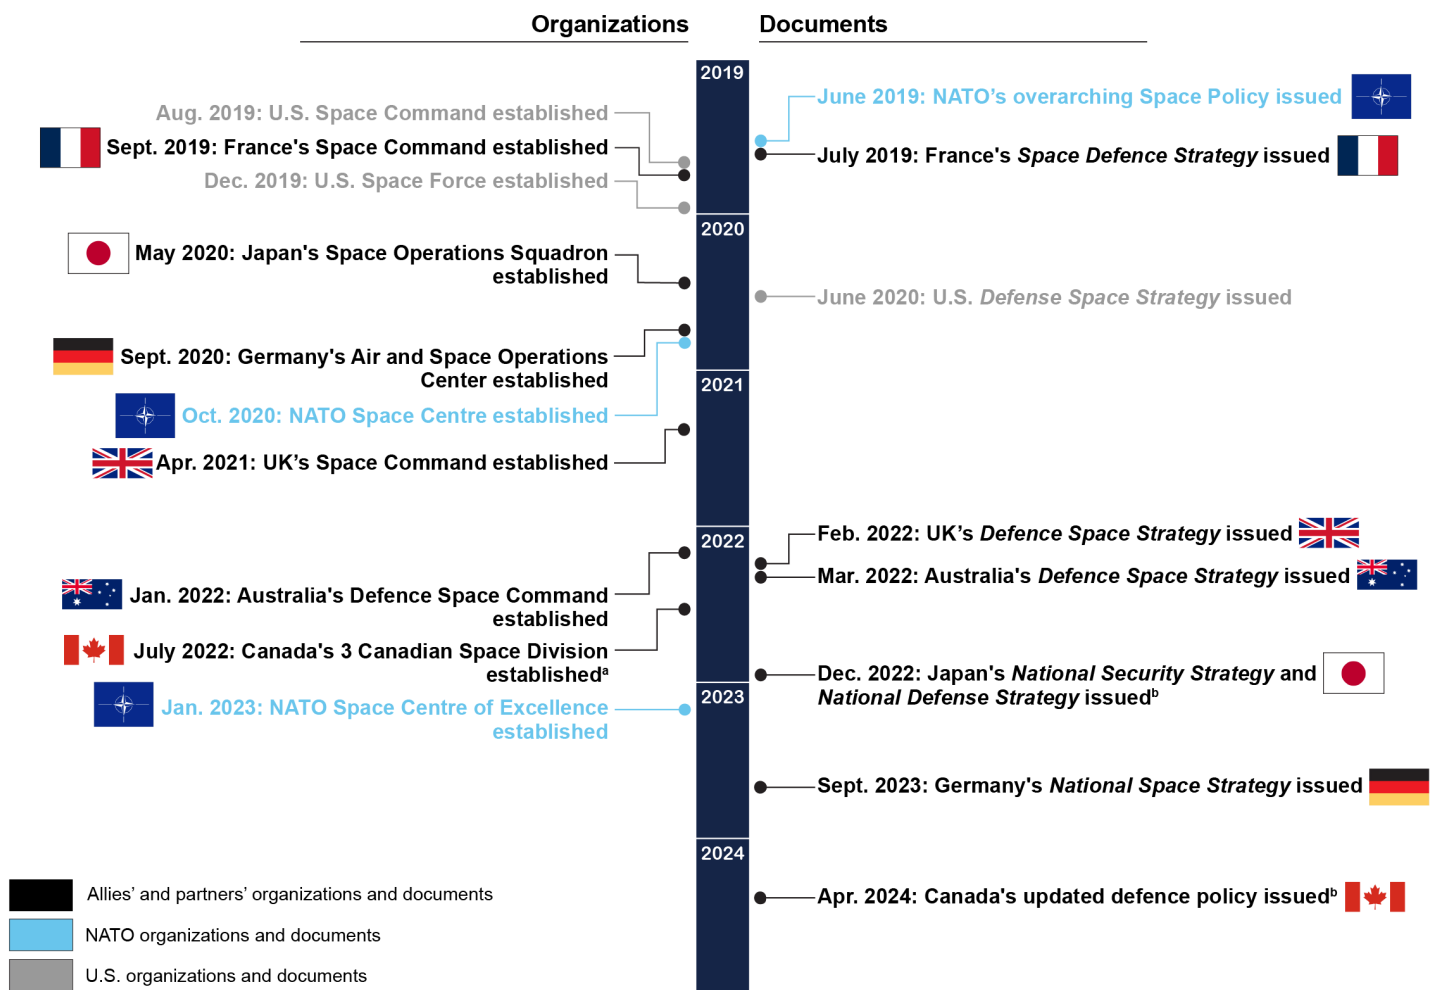 Organizations
Documents
2019
Aug. 2019: U.S. Space Command established
Sept. 2019: France's Space Command established
Dec. 2019: U.S. Space Force established
June 2019: NATO’s overarching Space Policy issued
July 2019: France's Space Defence Strategy issued
2020
May 2020: Japan's Space Operations Squadron
established
Sept. 2020: Germany's Air and Space Operations
Center established
Oct. 2020: NATO Space Centre established
June 2020: U.S. Defense Space Strategy issued
2021
Apr. 2021: UK’s Space Command established
2022
Jan. 2022: Australia's Defence Space Command
established
July 2022: Canada's 3 Canadian Space Division
establishedᵃ
Feb. 2022: UK’s Defence Space Strategy issued
Mar. 2022: Australia's Defence Space Strategy issued
Dec. 2022: Japan's National Security Strategy and
National Defense Strategy issuedᵇ
2023
Jan. 2023: NATO Space Centre of Excellence
established
Sept. 2023: Germany's National Space Strategy issued
2024
Apr. 2024: Canada's updated defence policy issuedᵇ
Allies’ and partners’ organizations and documents
NATO organizations and documents
U.S. organizations and documents